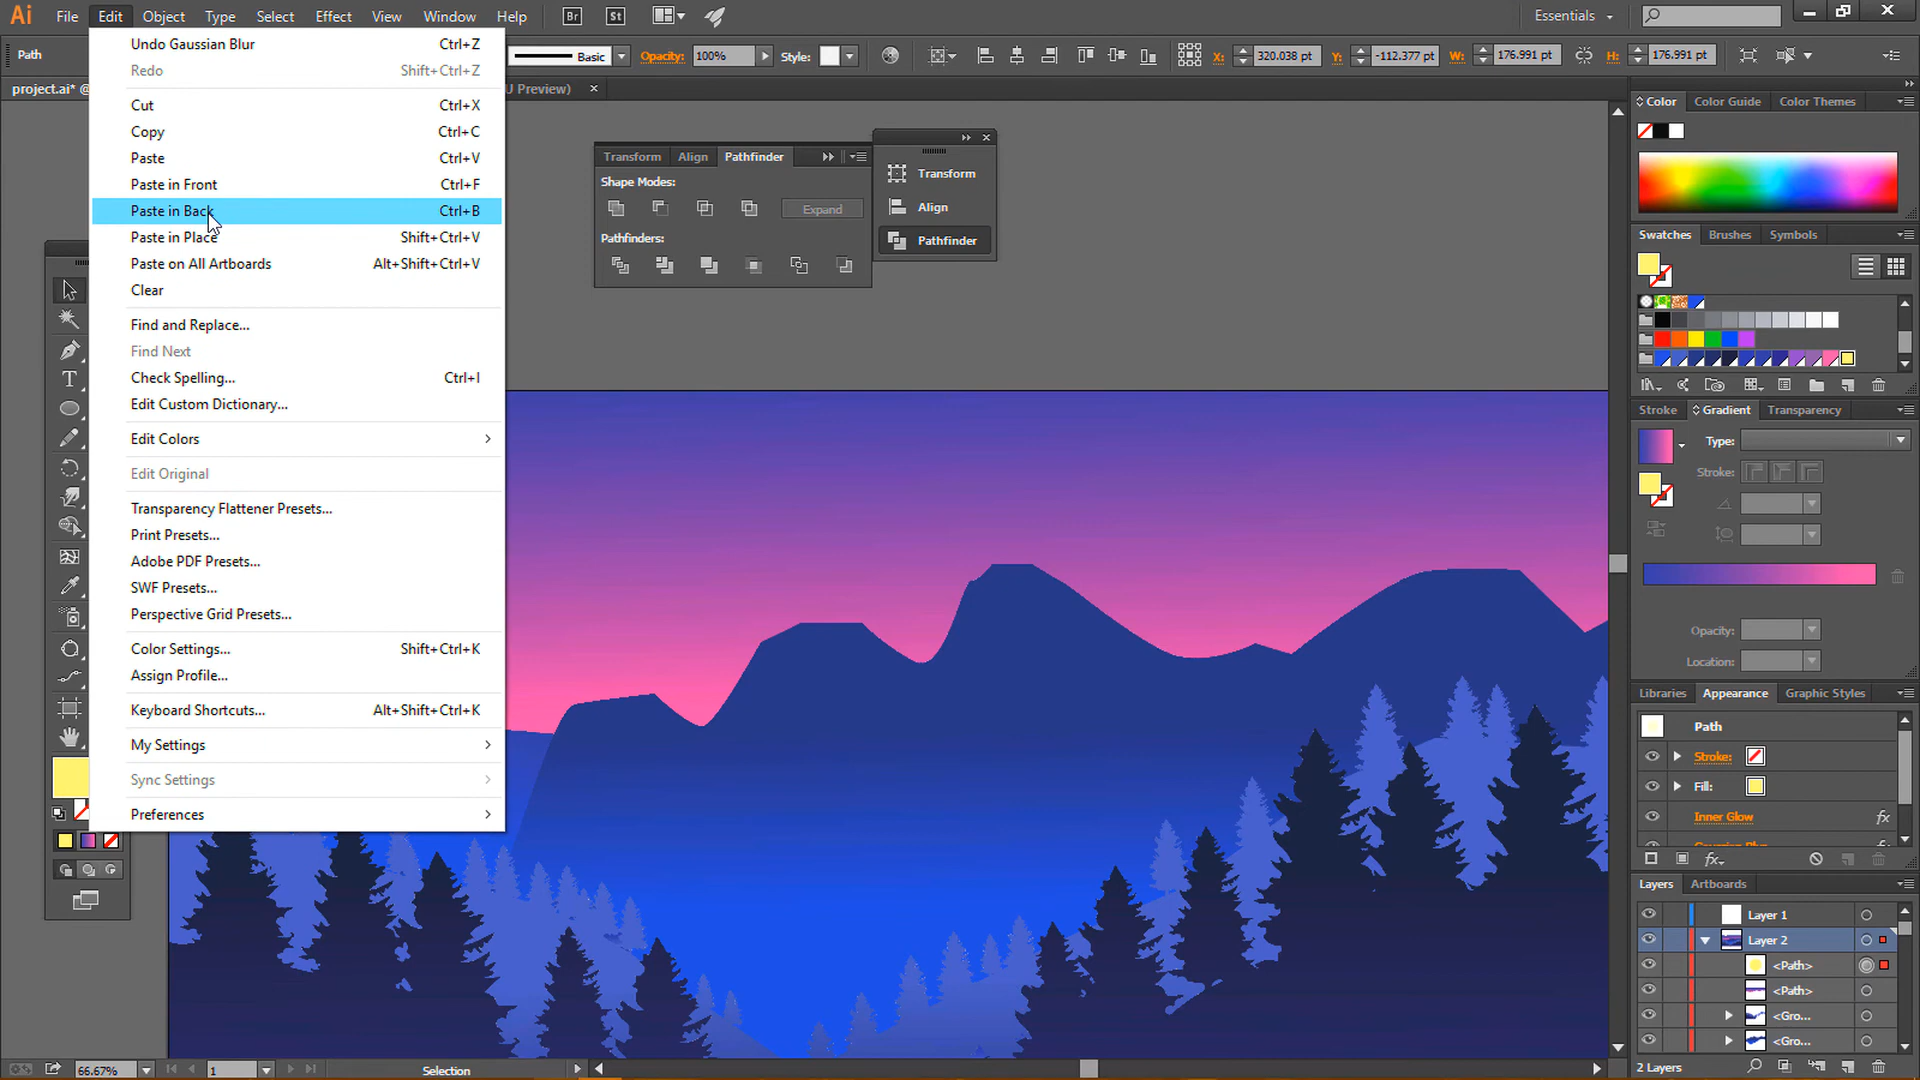 Ai File Edit Object Type Select Effect View Window Help Br St Essentials
Path Basic Opacity: 100% Style: X: 320.038 pt Y: -112.377 pt W: 176.991 pt H: 176.991 pt
project.ai* @ U Preview)
Undo Gaussian Blur Ctrl+Z
Redo Shift+Ctrl+Z
Cut Ctrl+X
Copy Ctrl+C
Paste Ctrl+V
Paste in Front Ctrl+F
Paste in Back Ctrl+B
Paste in Place Shift+Ctrl+V
Paste on All Artboards Alt+Shift+Ctrl+V
Clear
Find and Replace...
Find Next
Check Spelling... Ctrl+I
Edit Custom Dictionary...
Edit Colors
Edit Original
Transparency Flattener Presets...
Print Presets...
Adobe PDF Presets...
SWF Presets...
Perspective Grid Presets...
Color Settings... Shift+Ctrl+K
Assign Profile...
Keyboard Shortcuts... Alt+Shift+Ctrl+K
My Settings
Sync Settings
Preferences
Transform Align Pathfinder
Shape Modes:
Expand
Pathfinders:
Transform
Align
Pathfinder
Color Color Guide Color Themes
Swatches Brushes Symbols
Stroke Gradient Transparency
Type:
Stroke:
Opacity:
Location:
Libraries Appearance Graphic Styles
Path
Stroke:
Fill:
Inner Glow fx
fx
Layers Artboards
Layer 1
Layer 2
<Path>
<Path>
<Gro...
<Gro...
2 Layers
66.67% 1 Selection